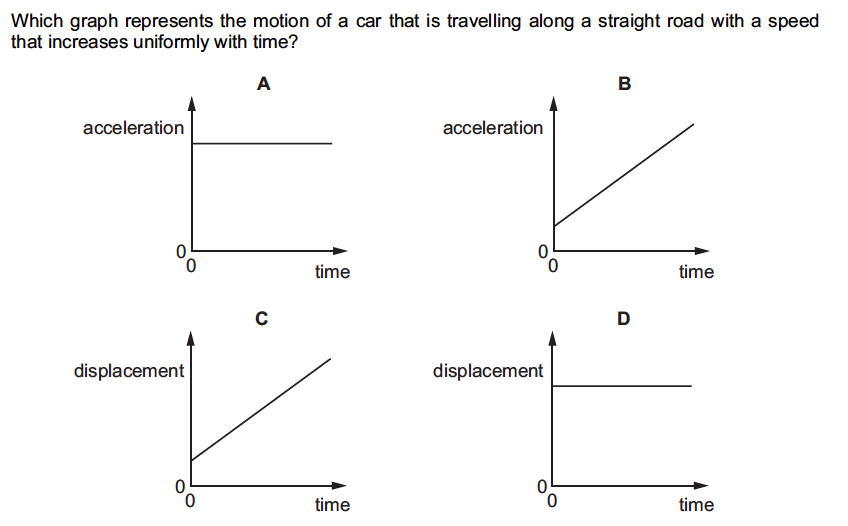 Which graph represents the motion of a car that is travelling along a straight road with a speed
that increases uniformly with time?
A
acceleration
0
0
time
B
acceleration
0
0
time
C
displacement
0
0
time
D
displacement
0
0
time